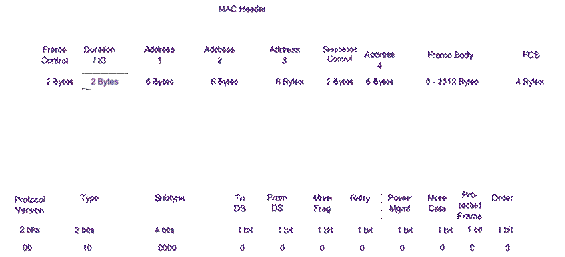 MAC Header
Frame Duration Address Address Address Sequence Address Frame Body FCS
Control / ID 1 2 3 Control 4
2 Bytes 2 Bytes 6 Bytes 6 Bytes 6 Bytes 2 Bytes 6 Bytes 0 - 2312 Bytes 4 Bytes
Protocol Type Subtype To From More Retry Power More Pro- Order
Version DS DS Frag Mgmt Data tected
Frame
2 bits 2 bits 4 bits 1 bit 1 bit 1 bit 1 bit 1 bit 1 bit 1 bit 1 bit
00 10 0000 0 0 0 0 0 0 0 0